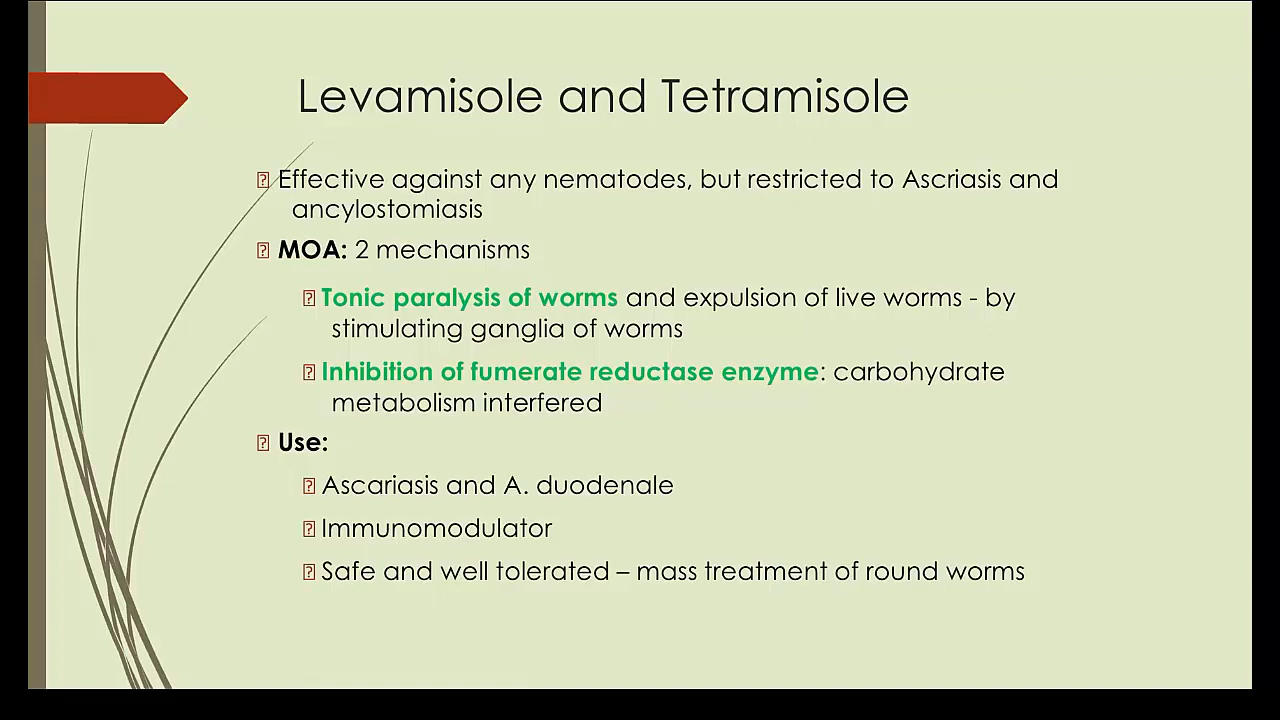 Levamisole and Tetramisole
Effective against any nematodes, but restricted to Ascriasis and
ancylostomiasis
MOA: 2 mechanisms
Tonic paralysis of worms and expulsion of live worms - by
stimulating ganglia of worms
Inhibition of fumerate reductase enzyme: carbohydrate
metabolism interfered
Use:
Ascariasis and A. duodenale
Immunomodulator
Safe and well tolerated – mass treatment of round worms